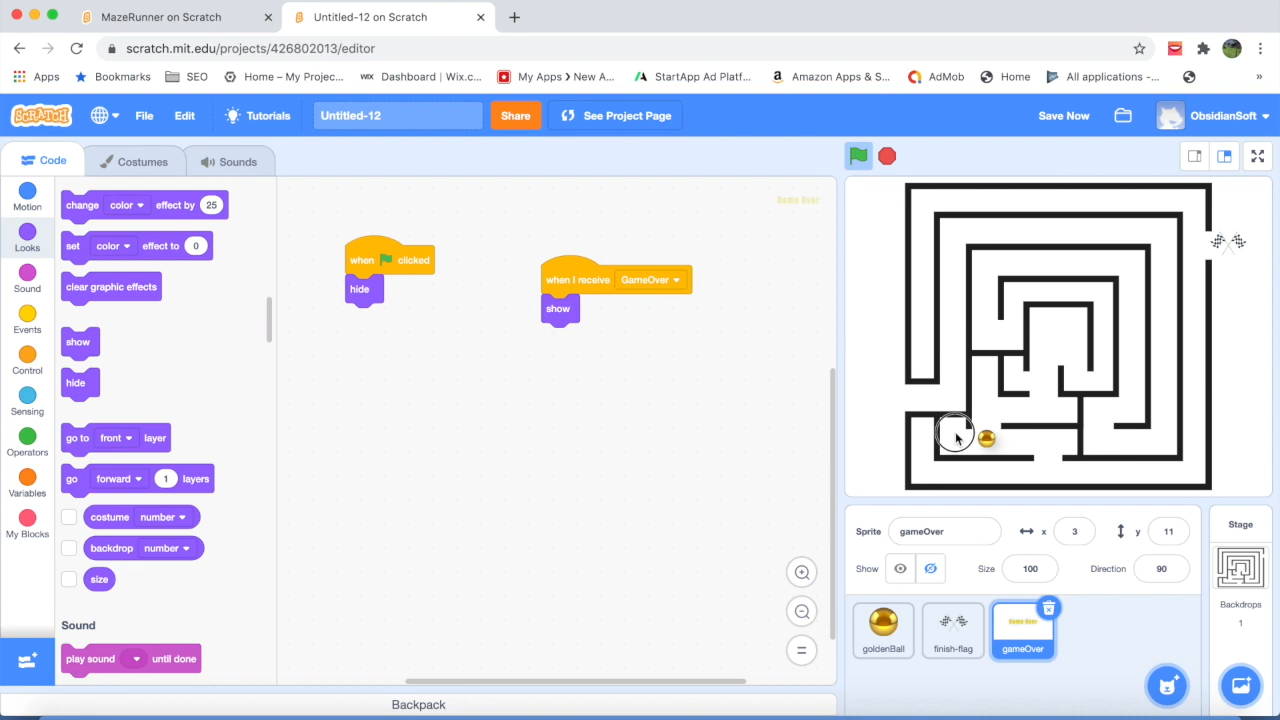 MazeRunner on Scratch
Untitled-12 on Scratch
scratch.mit.edu/projects/426802013/editor
Apps
Bookmarks
SEO
Home – My Projec...
WIX
Dashboard | Wix.c...
My Apps > New A...
StartApp Ad Platf...
Amazon Apps & S...
AdMob
Home
All applications -...
»
SCRATCH
File
Edit
Tutorials
Untitled-12
Share
See Project Page
Save Now
ObsidianSoft
Code
Costumes
Sounds
Motion
Looks
Sound
Events
Control
Sensing
Operators
Variables
My Blocks
change color effect by 25
set color effect to 0
clear graphic effects
show
hide
go to front layer
go forward 1 layers
costume number
backdrop number
size
Sound
play sound until done
when clicked
hide
when I receive GameOver
show
Game Over
Backpack
Sprite gameOver x 3 y 11
Show Size 100 Direction 90
Game Over
goldenBall
finish-flag
gameOver
Stage
Backdrops
1